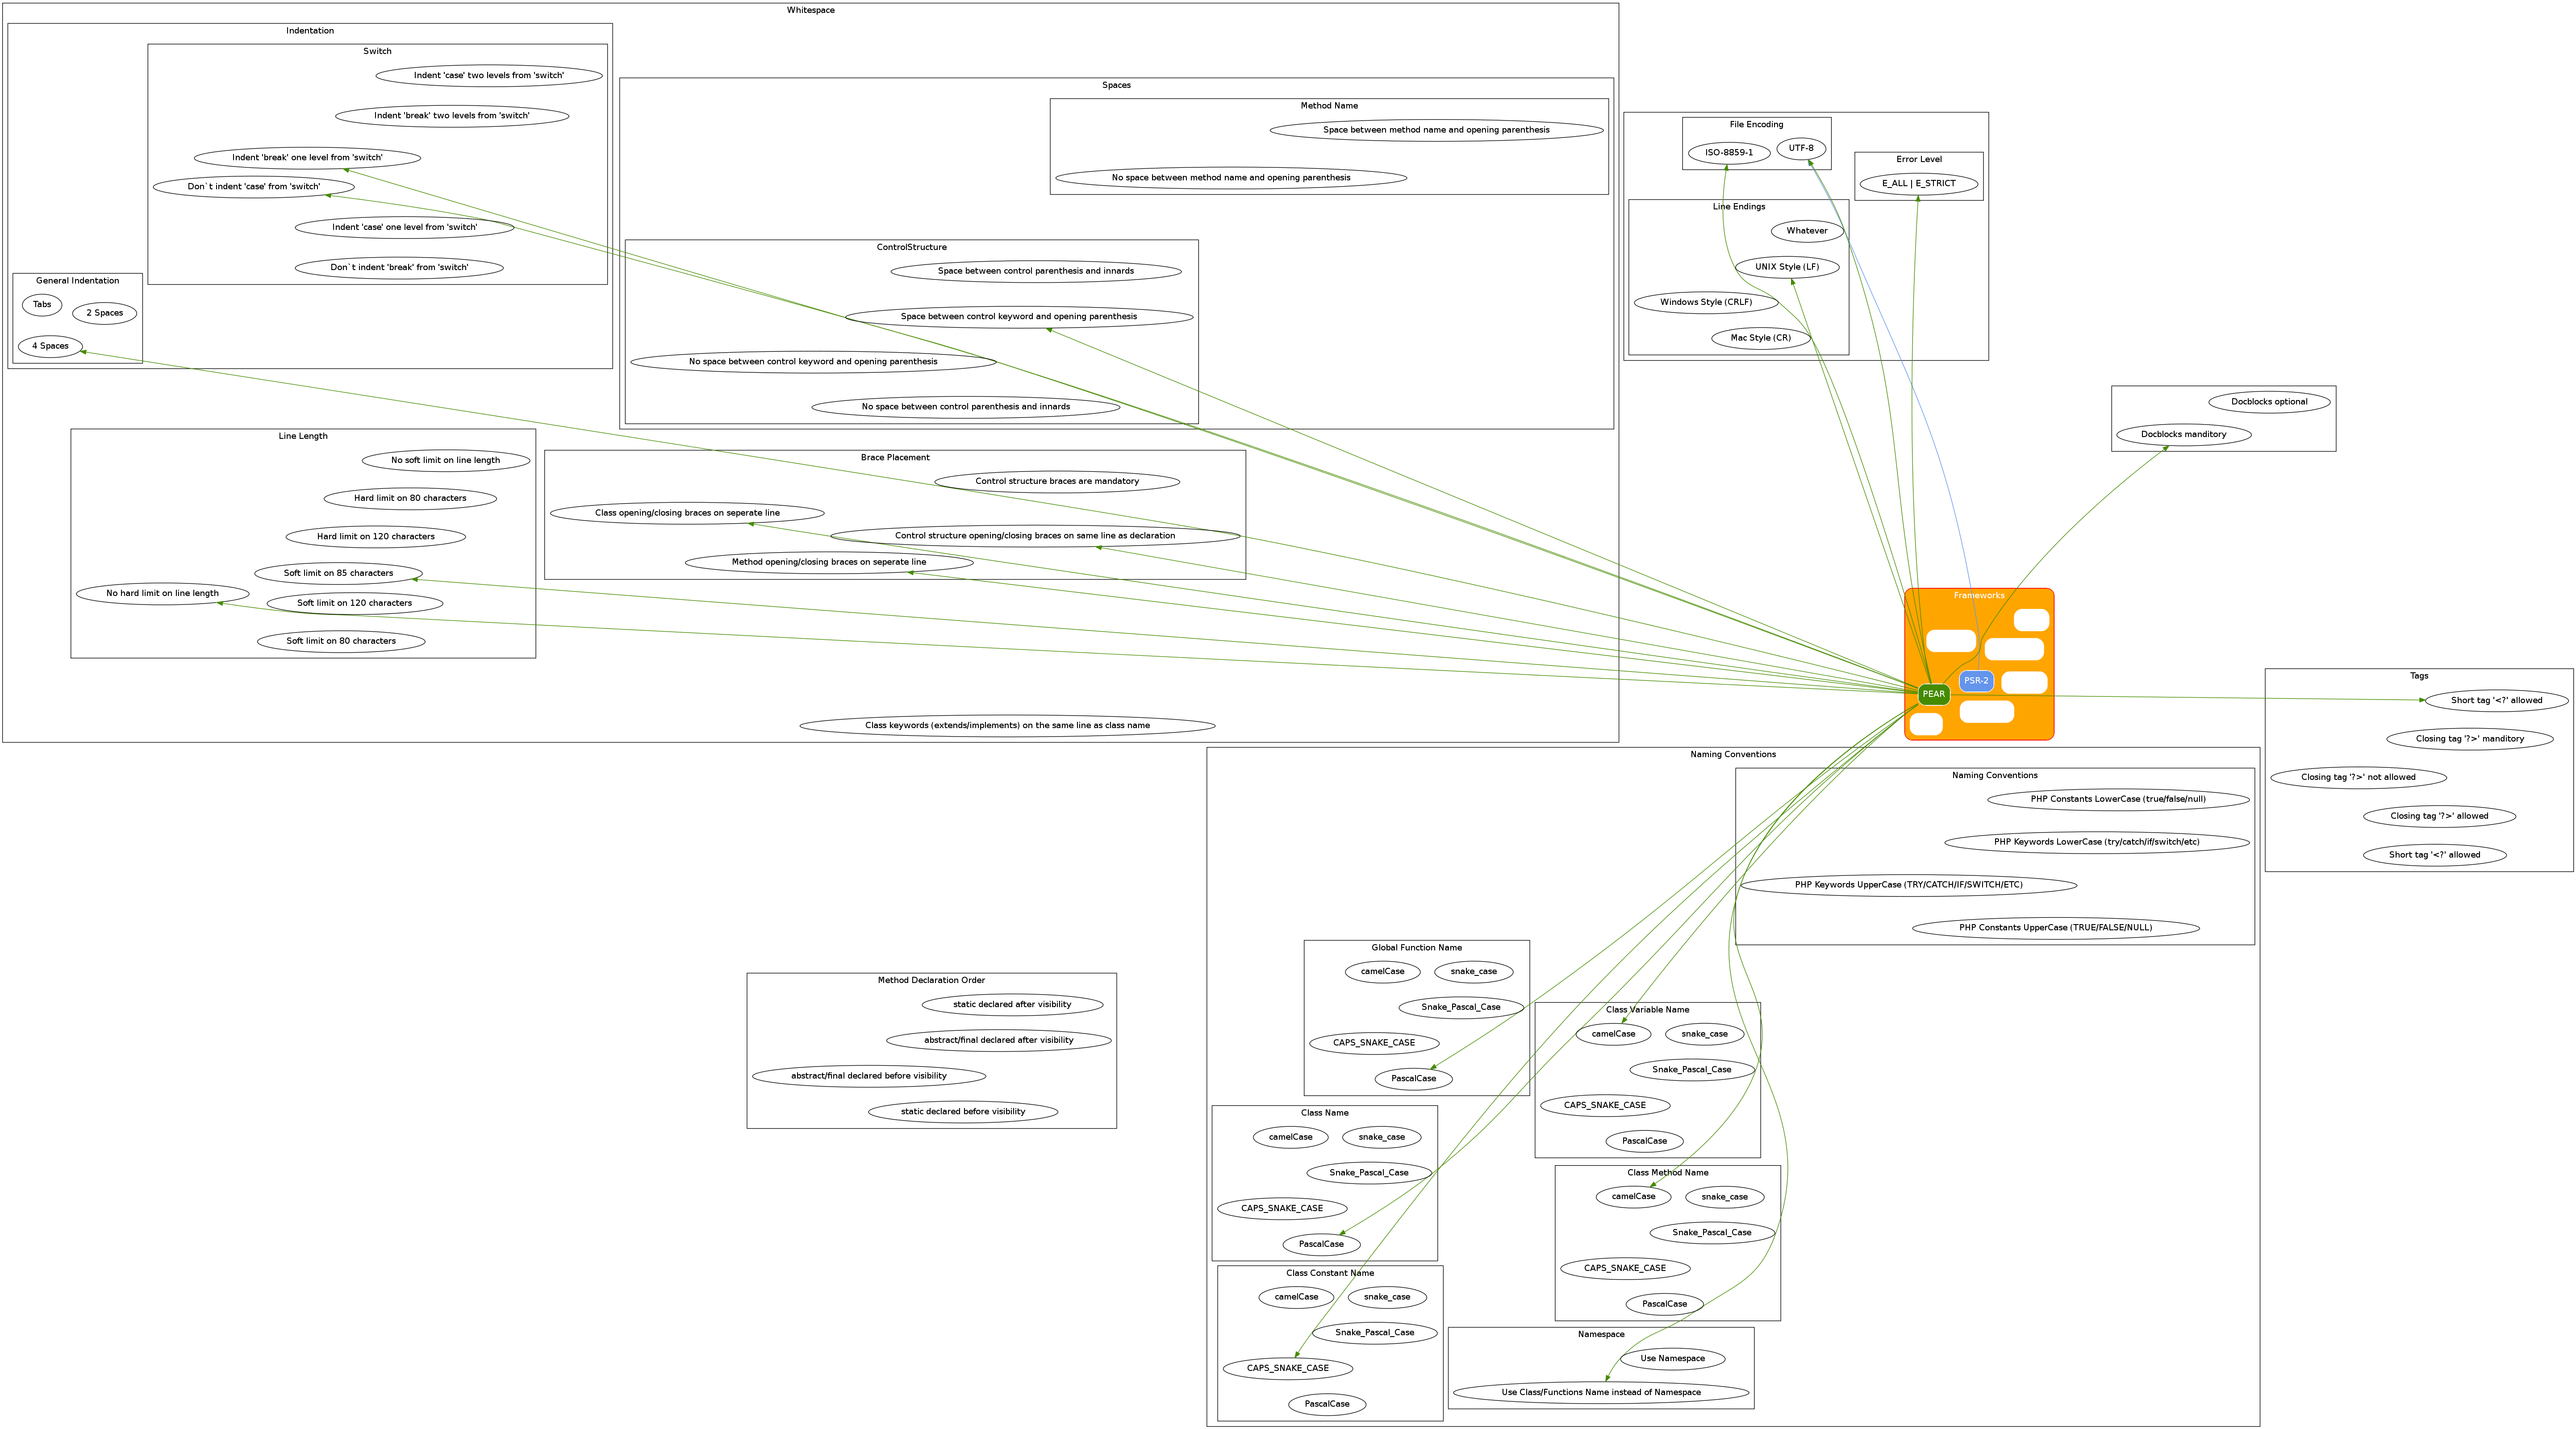 Whitespace
Indentation
Switch
Indent 'case' two levels from 'switch'
Indent 'break' two levels from 'switch'
Indent 'break' one level from 'switch'
Don`t indent 'case' from 'switch'
Indent 'case' one level from 'switch'
Don`t indent 'break' from 'switch'
General Indentation
Tabs
2 Spaces
4 Spaces
Spaces
Method Name
Space between method name and opening parenthesis
No space between method name and opening parenthesis
ControlStructure
Space between control parenthesis and innards
Space between control keyword and opening parenthesis
No space between control keyword and opening parenthesis
No space between control parenthesis and innards
Line Length
No soft limit on line length
Hard limit on 80 characters
Hard limit on 120 characters
Soft limit on 85 characters
No hard limit on line length
Soft limit on 120 characters
Soft limit on 80 characters
Brace Placement
Control structure braces are mandatory
Class opening/closing braces on seperate line
Control structure opening/closing braces on same line as declaration
Method opening/closing braces on seperate line
Class keywords (extends/implements) on the same line as class name
File Encoding
ISO-8859-1
UTF-8
Error Level
E_ALL | E_STRICT
Line Endings
Whatever
UNIX Style (LF)
Windows Style (CRLF)
Mac Style (CR)
Docblocks optional
Docblocks manditory
Frameworks
PSR-2
PEAR
Tags
Short tag '<?' allowed
Closing tag '?>' manditory
Closing tag '?>' not allowed
Closing tag '?>' allowed
Short tag '<?' allowed
Naming Conventions
Naming Conventions
PHP Constants LowerCase (true/false/null)
PHP Keywords LowerCase (try/catch/if/switch/etc)
PHP Keywords UpperCase (TRY/CATCH/IF/SWITCH/ETC)
PHP Constants UpperCase (TRUE/FALSE/NULL)
Global Function Name
camelCase
snake_case
Snake_Pascal_Case
CAPS_SNAKE_CASE
PascalCase
Class Variable Name
camelCase
snake_case
Snake_Pascal_Case
CAPS_SNAKE_CASE
PascalCase
Class Name
camelCase
snake_case
Snake_Pascal_Case
CAPS_SNAKE_CASE
PascalCase
Class Method Name
camelCase
snake_case
Snake_Pascal_Case
CAPS_SNAKE_CASE
PascalCase
Class Constant Name
camelCase
snake_case
Snake_Pascal_Case
CAPS_SNAKE_CASE
PascalCase
Namespace
Use Namespace
Use Class/Functions Name instead of Namespace
Method Declaration Order
static declared after visibility
abstract/final declared after visibility
abstract/final declared before visibility
static declared before visibility